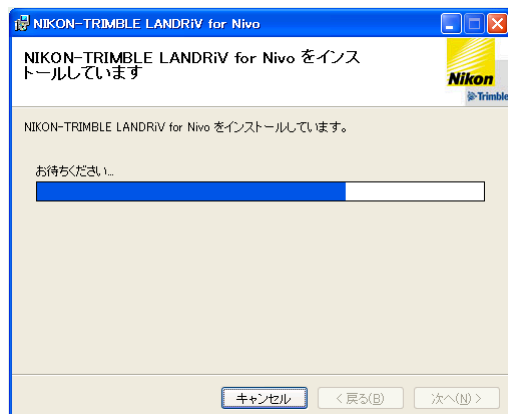 NIKON-TRIMBLE LANDRiV for Nivo
NIKON-TRIMBLE LANDRiV for Nivo をインス
トールしています
Nikon
Trimble
NIKON-TRIMBLE LANDRiV for Nivo をインストールしています。
お待ちください...
キャンセル
< 戻る(B)
次へ(N) >